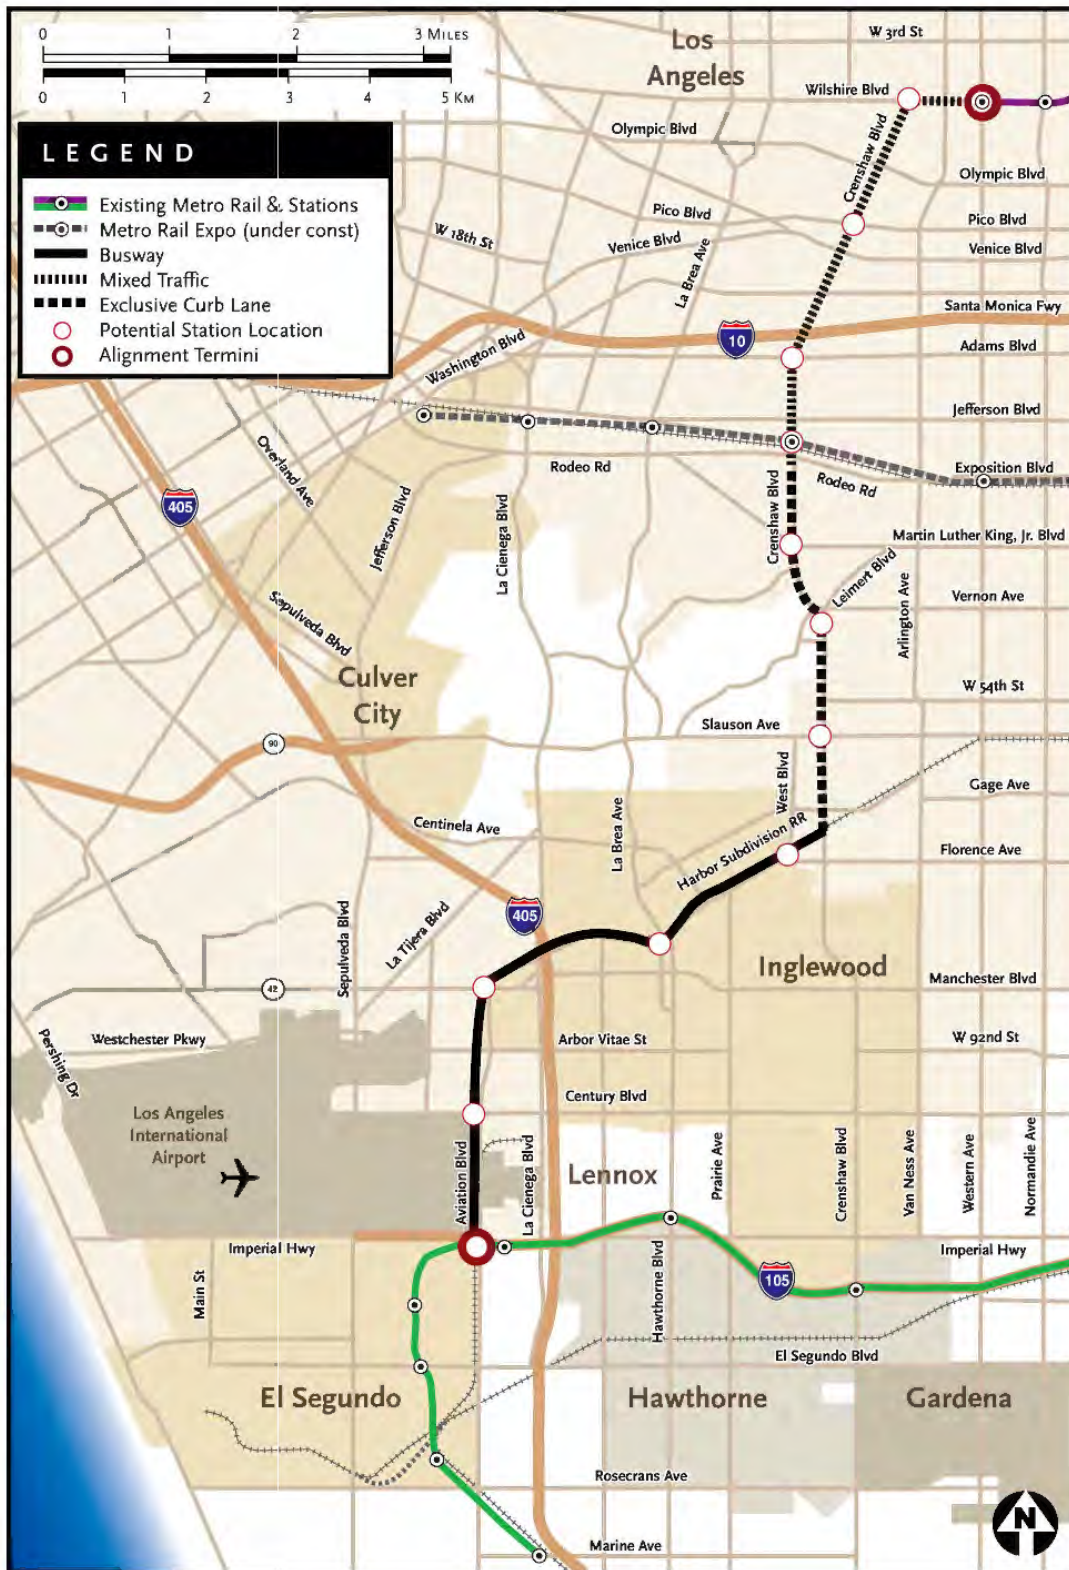 0 1 2 3 MILES
0 1 2 3 4 5 KM
LEGEND
Existing Metro Rail & Stations
Metro Rail Expo (under const)
Busway
Mixed Traffic
Exclusive Curb Lane
Potential Station Location
Alignment Termini
Los
Angeles
W 3rd St
Wilshire Blvd
Olympic Blvd
Crenshaw Blvd
Olympic Blvd
Pico Blvd
Pico Blvd
W 18th St
Venice Blvd
Venice Blvd
La Brea Ave
Santa Monica Fwy
10
Adams Blvd
Washington Blvd
Jefferson Blvd
Overland Ave
Rodeo Rd
Exposition Blvd
Rodeo Rd
405
Jefferson Blvd
La Cienega Blvd
Crenshaw Blvd
Martin Luther King, Jr. Blvd
Leimert Blvd
Arlington Ave
Vernon Ave
Sepulveda Blvd
Culver
City
W 54th St
Slauson Ave
90
West Blvd
Gage Ave
Centinela Ave
La Brea Ave
Harbor Subdivision RR
Florence Ave
405
La Tijera Blvd
Sepulveda Blvd
Inglewood
Manchester Blvd
42
Westchester Pkwy
Arbor Vitae St
W 92nd St
Pershing Dr
Century Blvd
Los Angeles
International
Airport
Aviation Blvd
La Cienega Blvd
Lennox
Prairie Ave
Crenshaw Blvd
Van Ness Ave
Western Ave
Normandie Ave
Imperial Hwy
Imperial Hwy
Main St
Hawthorne Blvd
105
El Segundo Blvd
El Segundo
Hawthorne
Gardena
Rosecrans Ave
Marine Ave
N